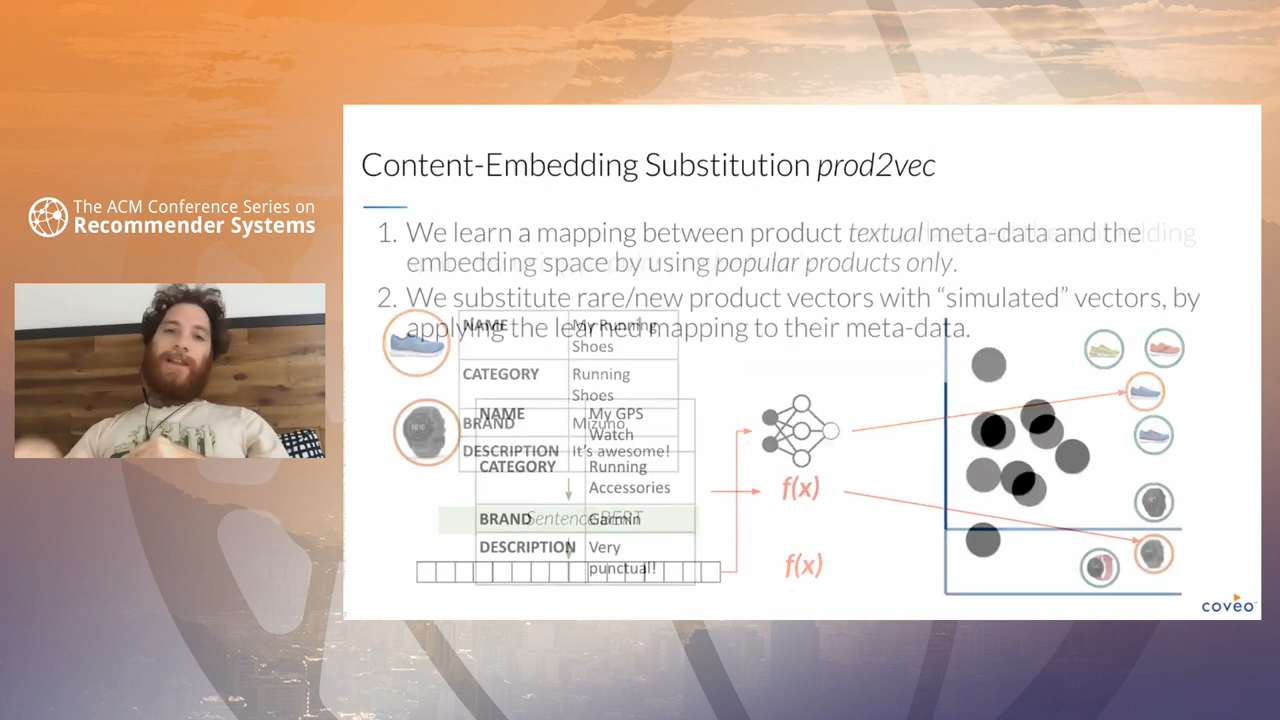 The ACM Conference Series on
Recommender Systems
Content-Embedding Substitution prod2vec
1. We learn a mapping between product textual meta-data and the
embedding space by using popular products only.
2. We substitute rare/new product vectors with “simulated” vectors, by
applying the learned mapping to their meta-data.
NAME My Running
Shoes
CATEGORY Running
Shoes
BRAND Mizuno
DESCRIPTION It's awesome!
NAME My GPS
Watch
CATEGORY Running
Accessories
BRAND Garmin
DESCRIPTION Very
punctual!
Sentence BERT
f(x)
f(x)
coveo